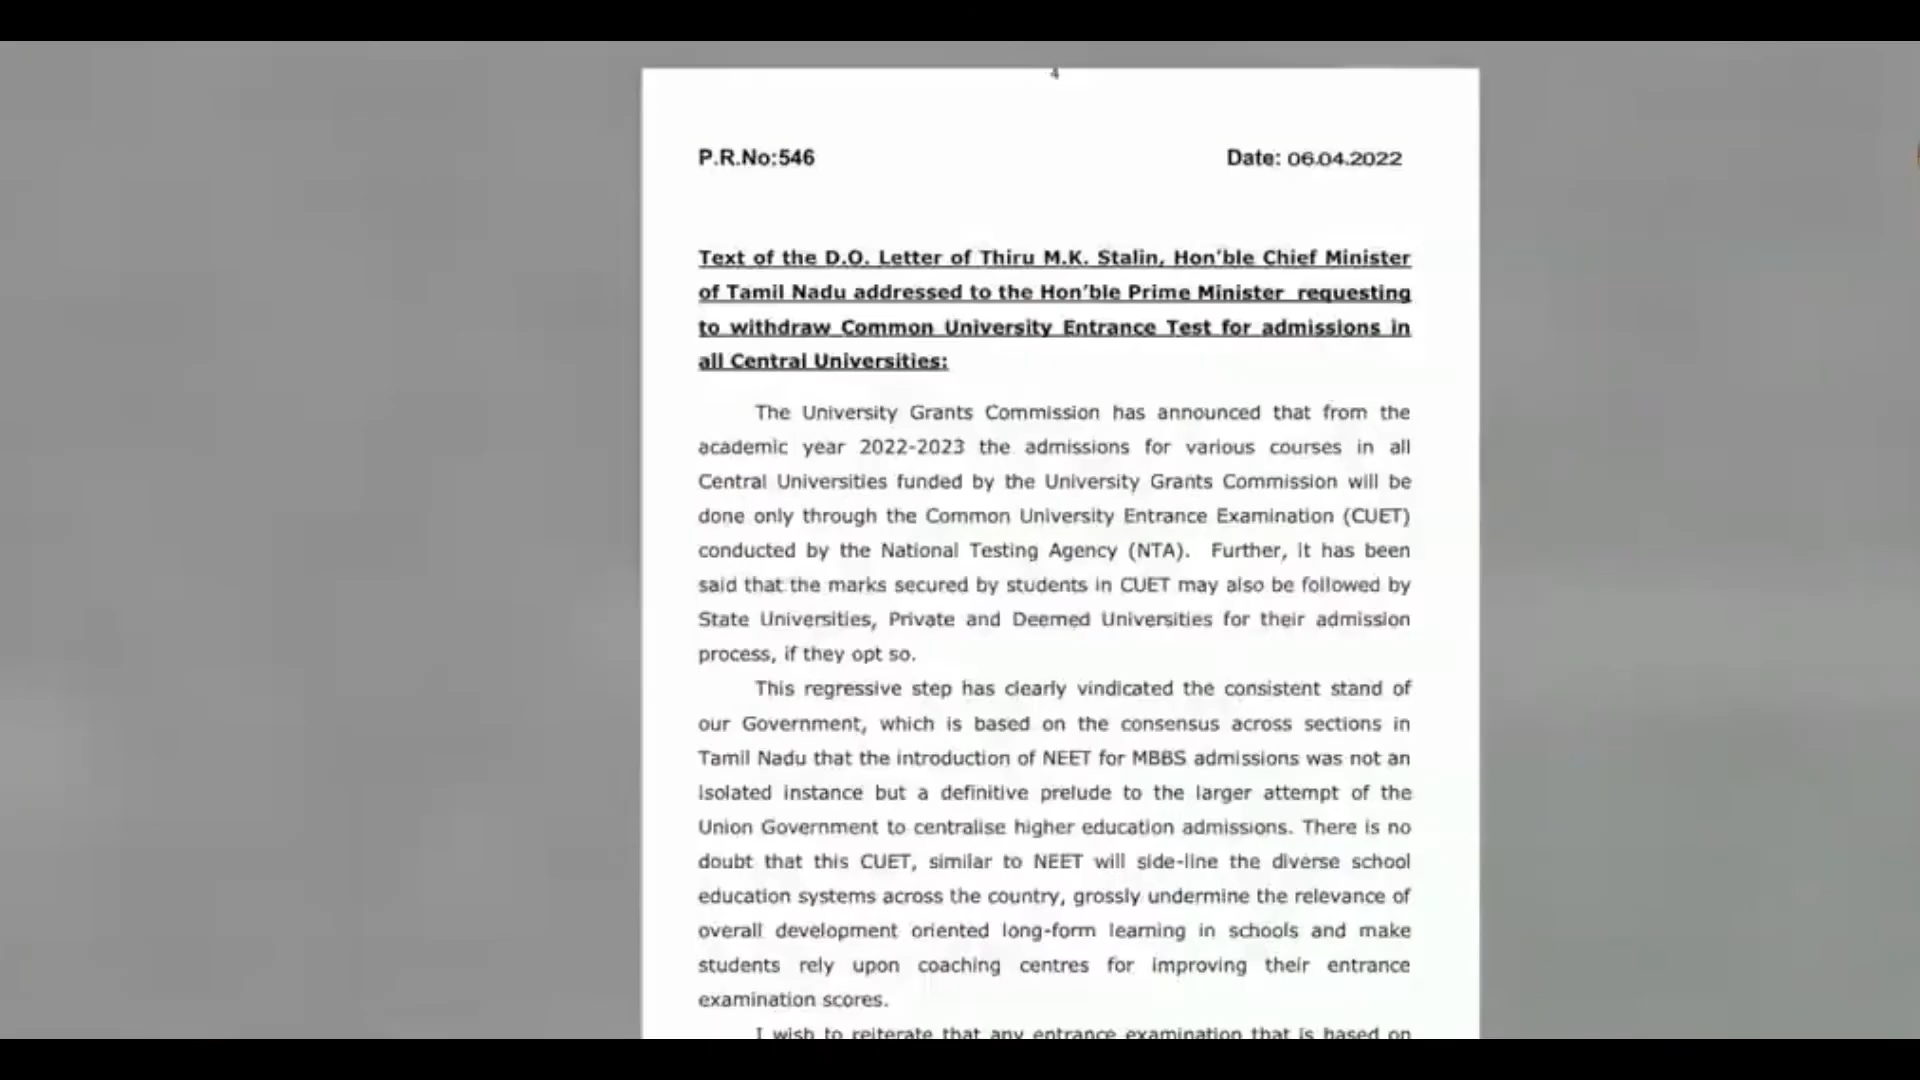 4
P.R.No:546 Date: 06.04.2022
Text of the D.O. Letter of Thiru M.K. Stalin, Hon'ble Chief Minister
of Tamil Nadu addressed to the Hon'ble Prime Minister requesting
to withdraw Common University Entrance Test for admissions in
all Central Universities:
The University Grants Commission has announced that from the
academic year 2022-2023 the admissions for various courses in all
Central Universities funded by the University Grants Commission will be
done only through the Common University Entrance Examination (CUET)
conducted by the National Testing Agency (NTA). Further, it has been
said that the marks secured by students in CUET may also be followed by
State Universities, Private and Deemed Universities for their admission
process, if they opt so.
This regressive step has clearly vindicated the consistent stand of
our Government, which is based on the consensus across sections in
Tamil Nadu that the introduction of NEET for MBBS admissions was not an
isolated instance but a definitive prelude to the larger attempt of the
Union Government to centralise higher education admissions. There is no
doubt that this CUET, similar to NEET will side-line the diverse school
education systems across the country, grossly undermine the relevance of
overall development oriented long-form learning in schools and make
students rely upon coaching centres for improving their entrance
examination scores.
I wish to reiterate that any entrance examination that is based on